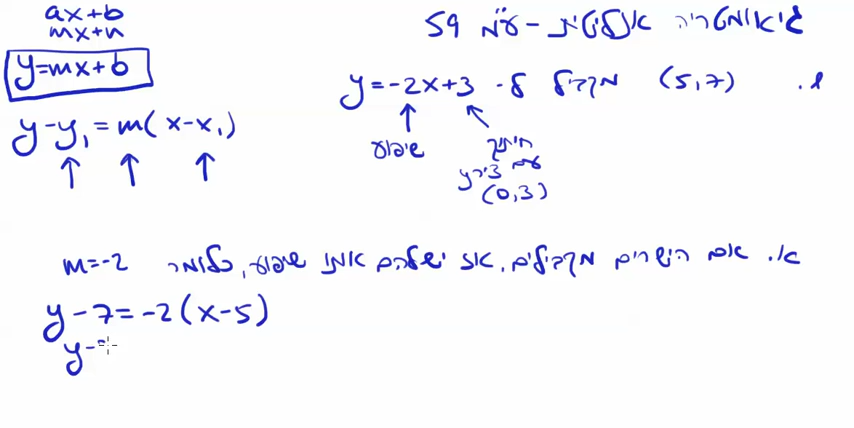 גיאומטריה אנליטית - עמ' 59
ax+b
mx+n
y=mx+b
y-y₁=m(x-x₁)
1. (5,7) מקביל ל- y=-2x+3
שיפוע
חיתוך
עם ציר y
(0,3)
א. אם הישרים מקבילים, אז יש להם אותו שיפוע, כלומר m=-2
y-7=-2(x-5)
y-